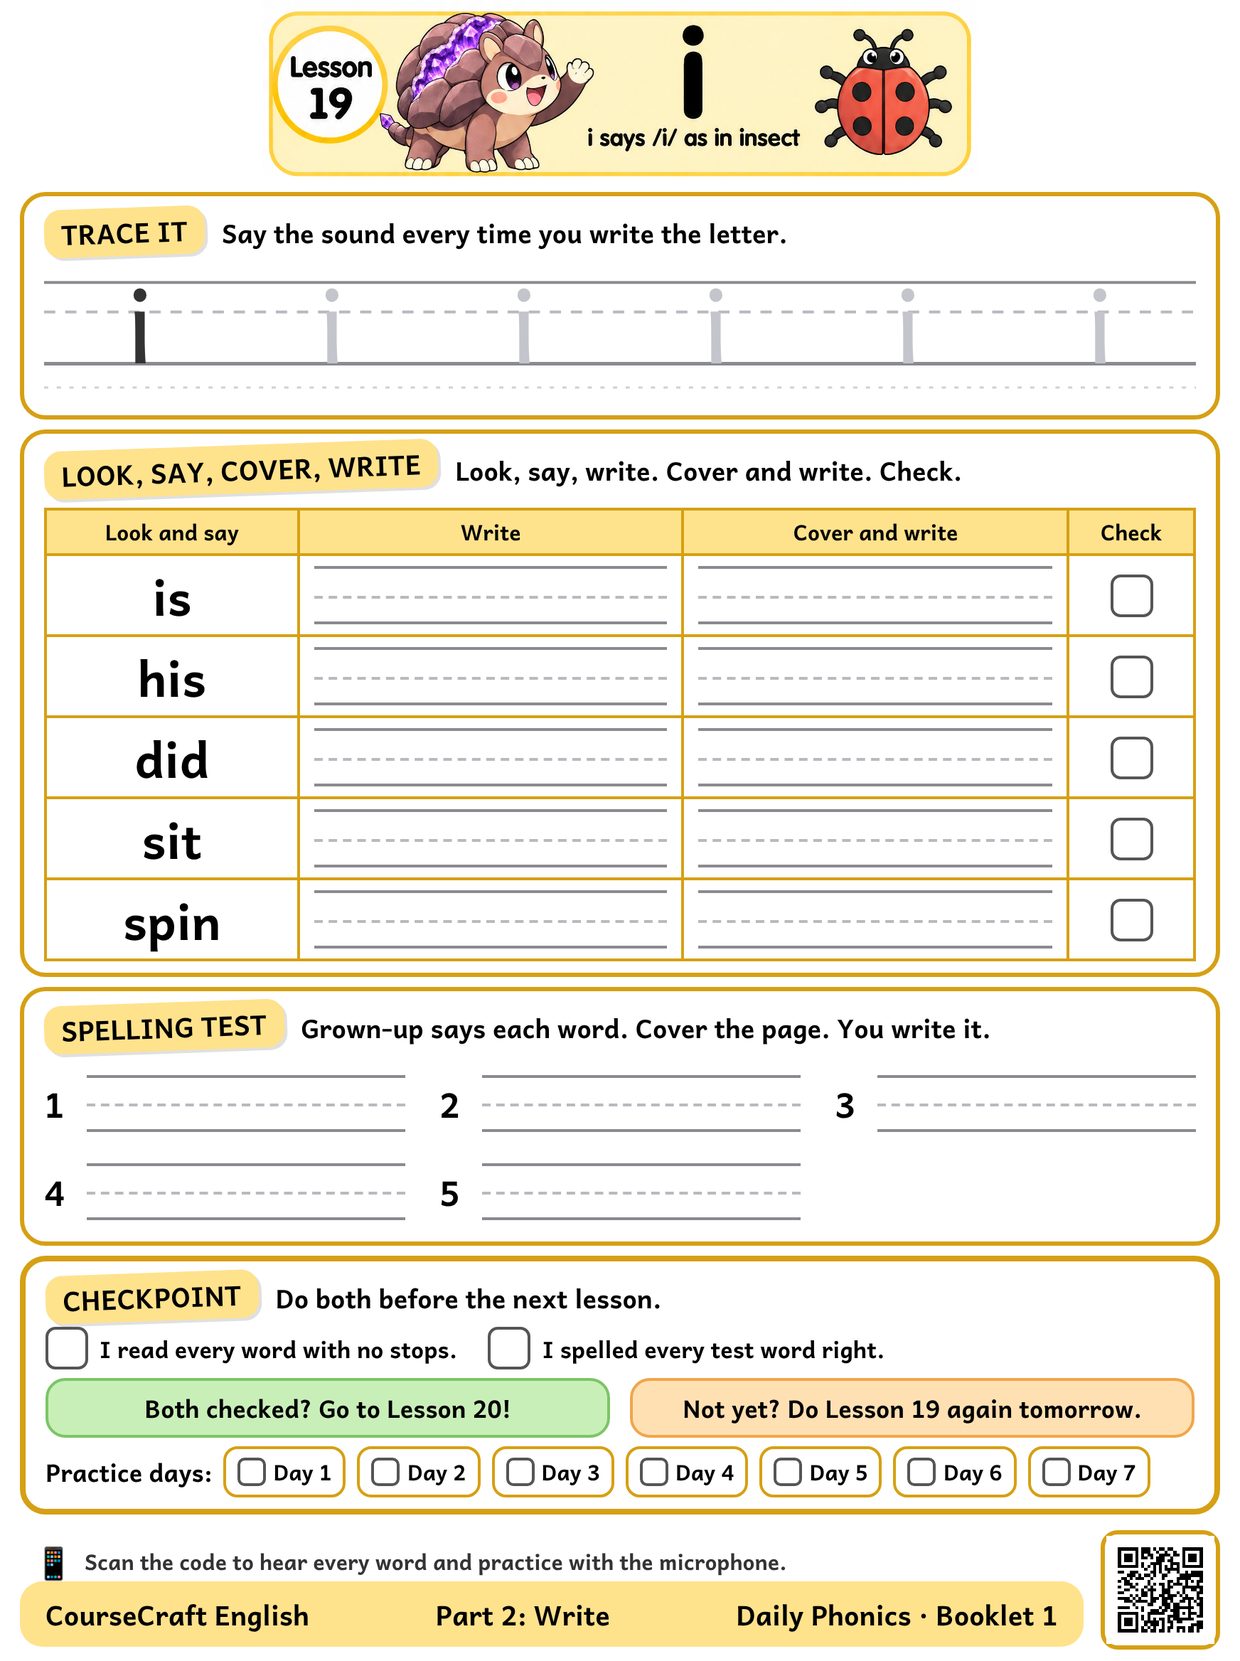 Lesson
19
i
i says /i/ as in insect
TRACE IT Say the sound every time you write the letter.
i i i i i i
LOOK, SAY, COVER, WRITE Look, say, write. Cover and write. Check.
Look and say Write Cover and write Check
is
his
did
sit
spin
SPELLING TEST Grown-up says each word. Cover the page. You write it.
1 2 3
4 5
CHECKPOINT Do both before the next lesson.
I read every word with no stops. I spelled every test word right.
Both checked? Go to Lesson 20! Not yet? Do Lesson 19 again tomorrow.
Practice days: Day 1 Day 2 Day 3 Day 4 Day 5 Day 6 Day 7
Scan the code to hear every word and practice with the microphone.
CourseCraft English Part 2: Write Daily Phonics · Booklet 1